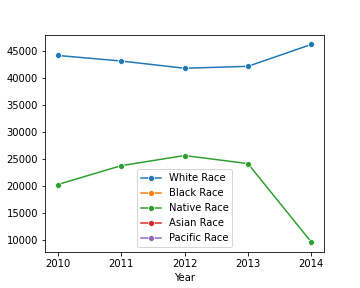 45000
40000
35000
30000
25000
20000
15000
10000
White Race
Black Race
Native Race
Asian Race
Pacific Race
2010 2011 2012 2013 2014
Year